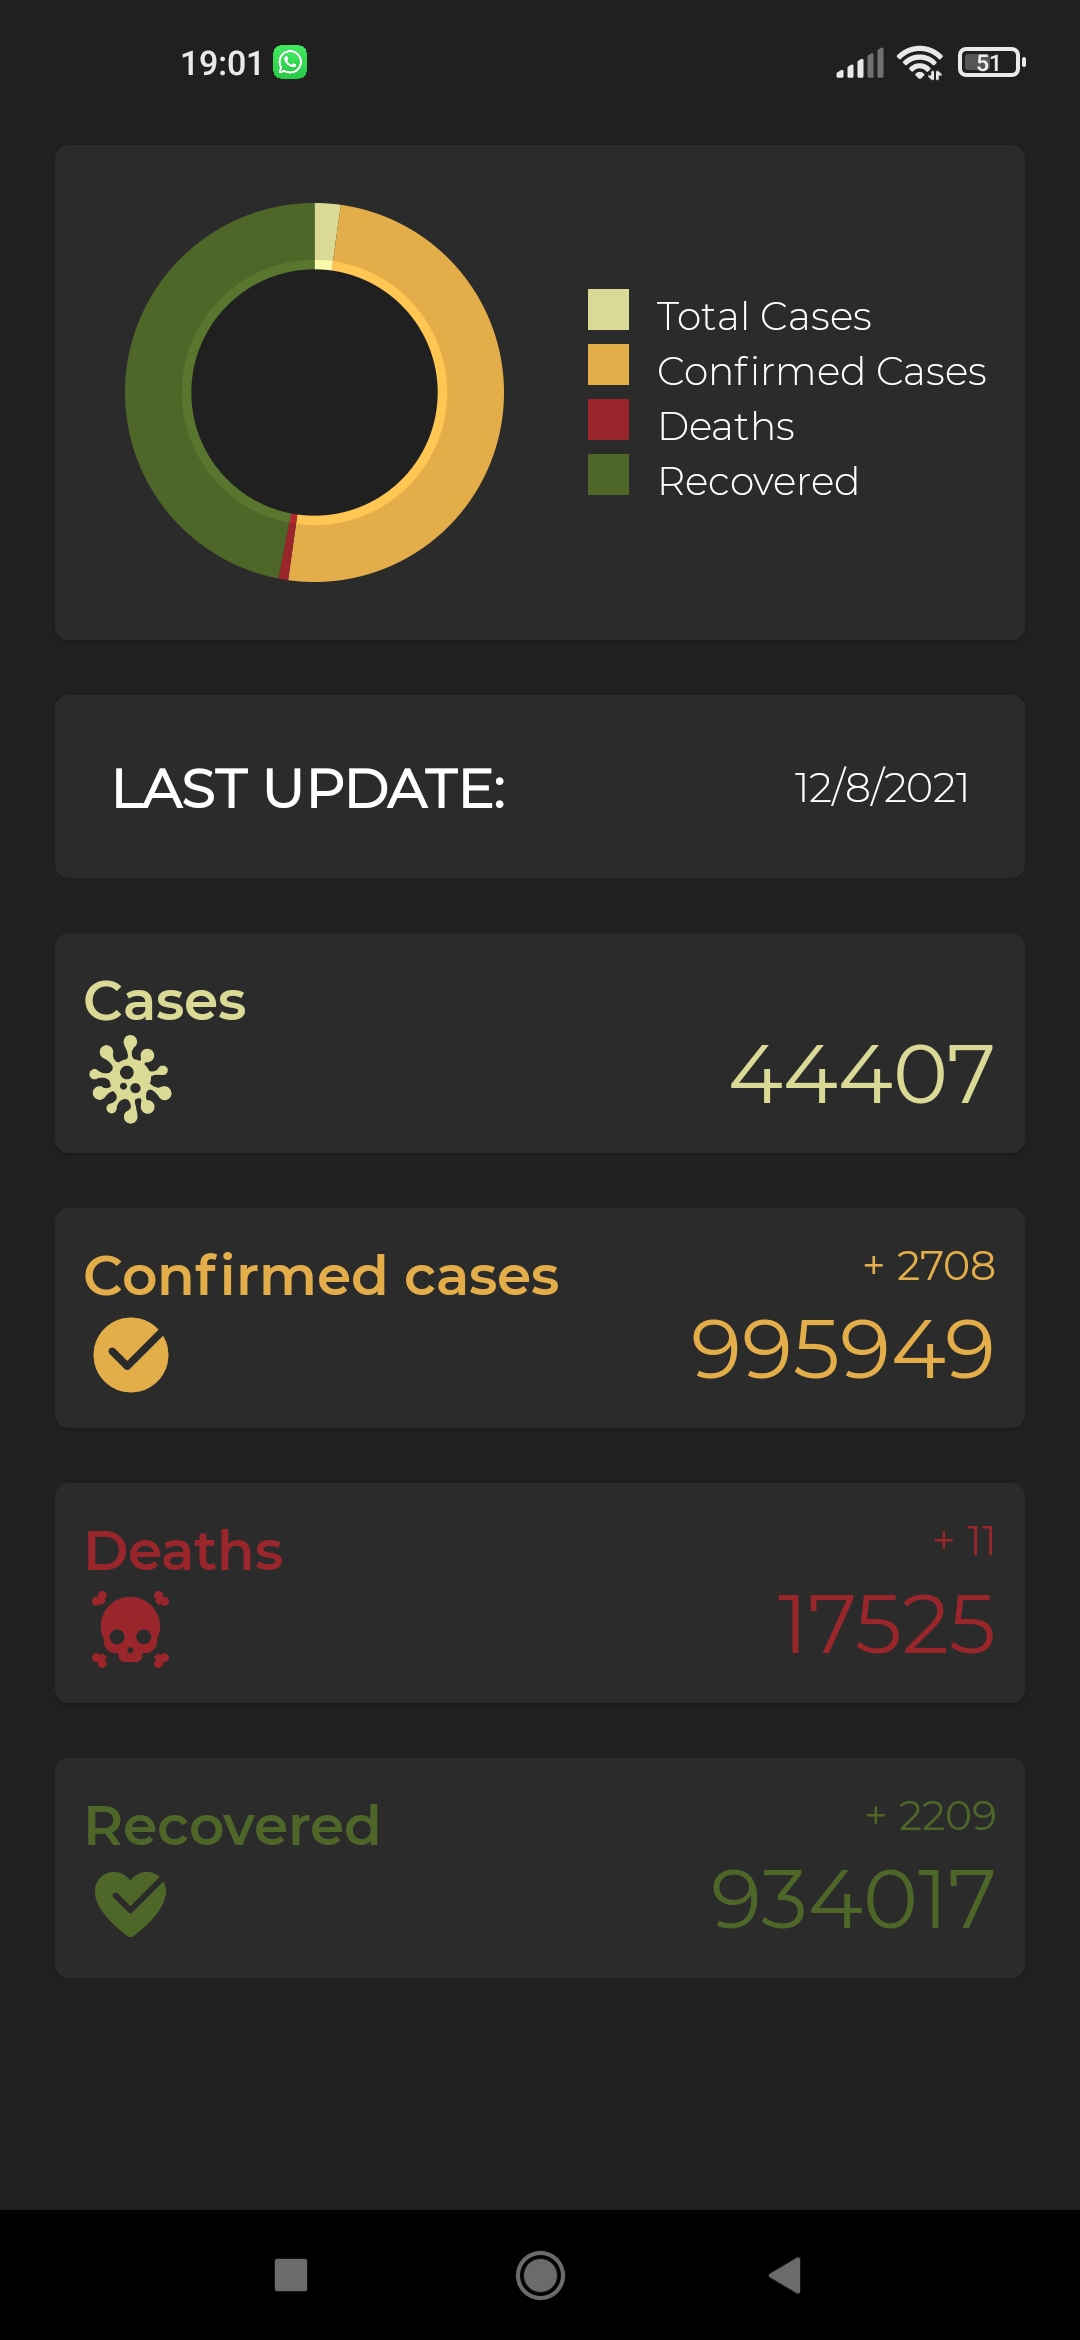 19:01
51
Total Cases
Confirmed Cases
Deaths
Recovered
LAST UPDATE:
12/8/2021
Cases
44407
Confirmed cases
+ 2708
995949
Deaths
+ 11
17525
Recovered
+ 2209
934017